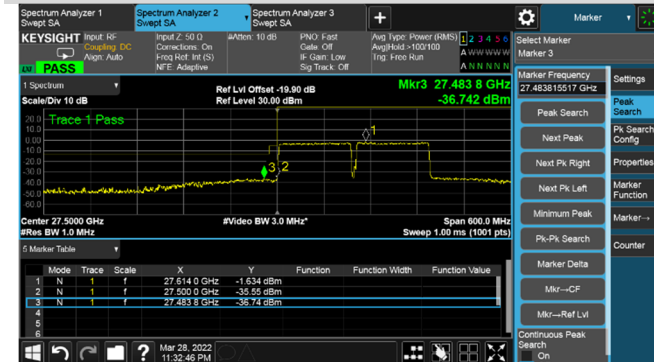 Spectrum Analyzer 1
Swept SA
Spectrum Analyzer 2
Swept SA
Spectrum Analyzer 3
Swept SA
+
Marker
KEYSIGHT
Input: RF
Coupling: DC
Align: Auto
Input Z: 50 Ω
Corrections: On
Freq Ref: Int (S)
NFE: Adaptive
#Atten: 10 dB
PNO: Fast
Gate: Off
IF Gain: Low
Sig Track: Off
Avg Type: Power (RMS)
Avg|Hold >100/100
Trig: Free Run
1 2 3 4 5 6
A W W W W W
A N N N N N
LXI PASS
1 Spectrum
Scale/Div 10 dB
Ref Lvl Offset -19.90 dB
Ref Level 30.00 dBm
Mkr3 27.483 8 GHz
-36.742 dBm
Trace 1 Pass
20.0
10.0
0.00
-10.0
-20.0
-30.0
-40.0
-50.0
-60.0
1
3
2
Center 27.5000 GHz
#Res BW 1.0 MHz
#Video BW 3.0 MHz*
Span 600.0 MHz
Sweep 1.00 ms (1001 pts)
5 Marker Table
Mode Trace Scale X Y Function Function Width Function Value
1 N 1 f 27.614 0 GHz -1.634 dBm
2 N 1 f 27.500 0 GHz -35.55 dBm
3 N 1 f 27.483 8 GHz -36.74 dBm
4
5
6
?
Mar 28, 2022
11:32:46 PM
Select Marker
Marker 3
Marker Frequency
27.483815517 GHz
Peak Search
Next Peak
Next Pk Right
Next Pk Left
Minimum Peak
Pk-Pk Search
Marker Delta
Mkr→CF
Mkr→Ref Lvl
Continuous Peak
Search
On
Settings
Peak
Search
Pk Search
Config
Properties
Marker
Function
Marker→
Counter